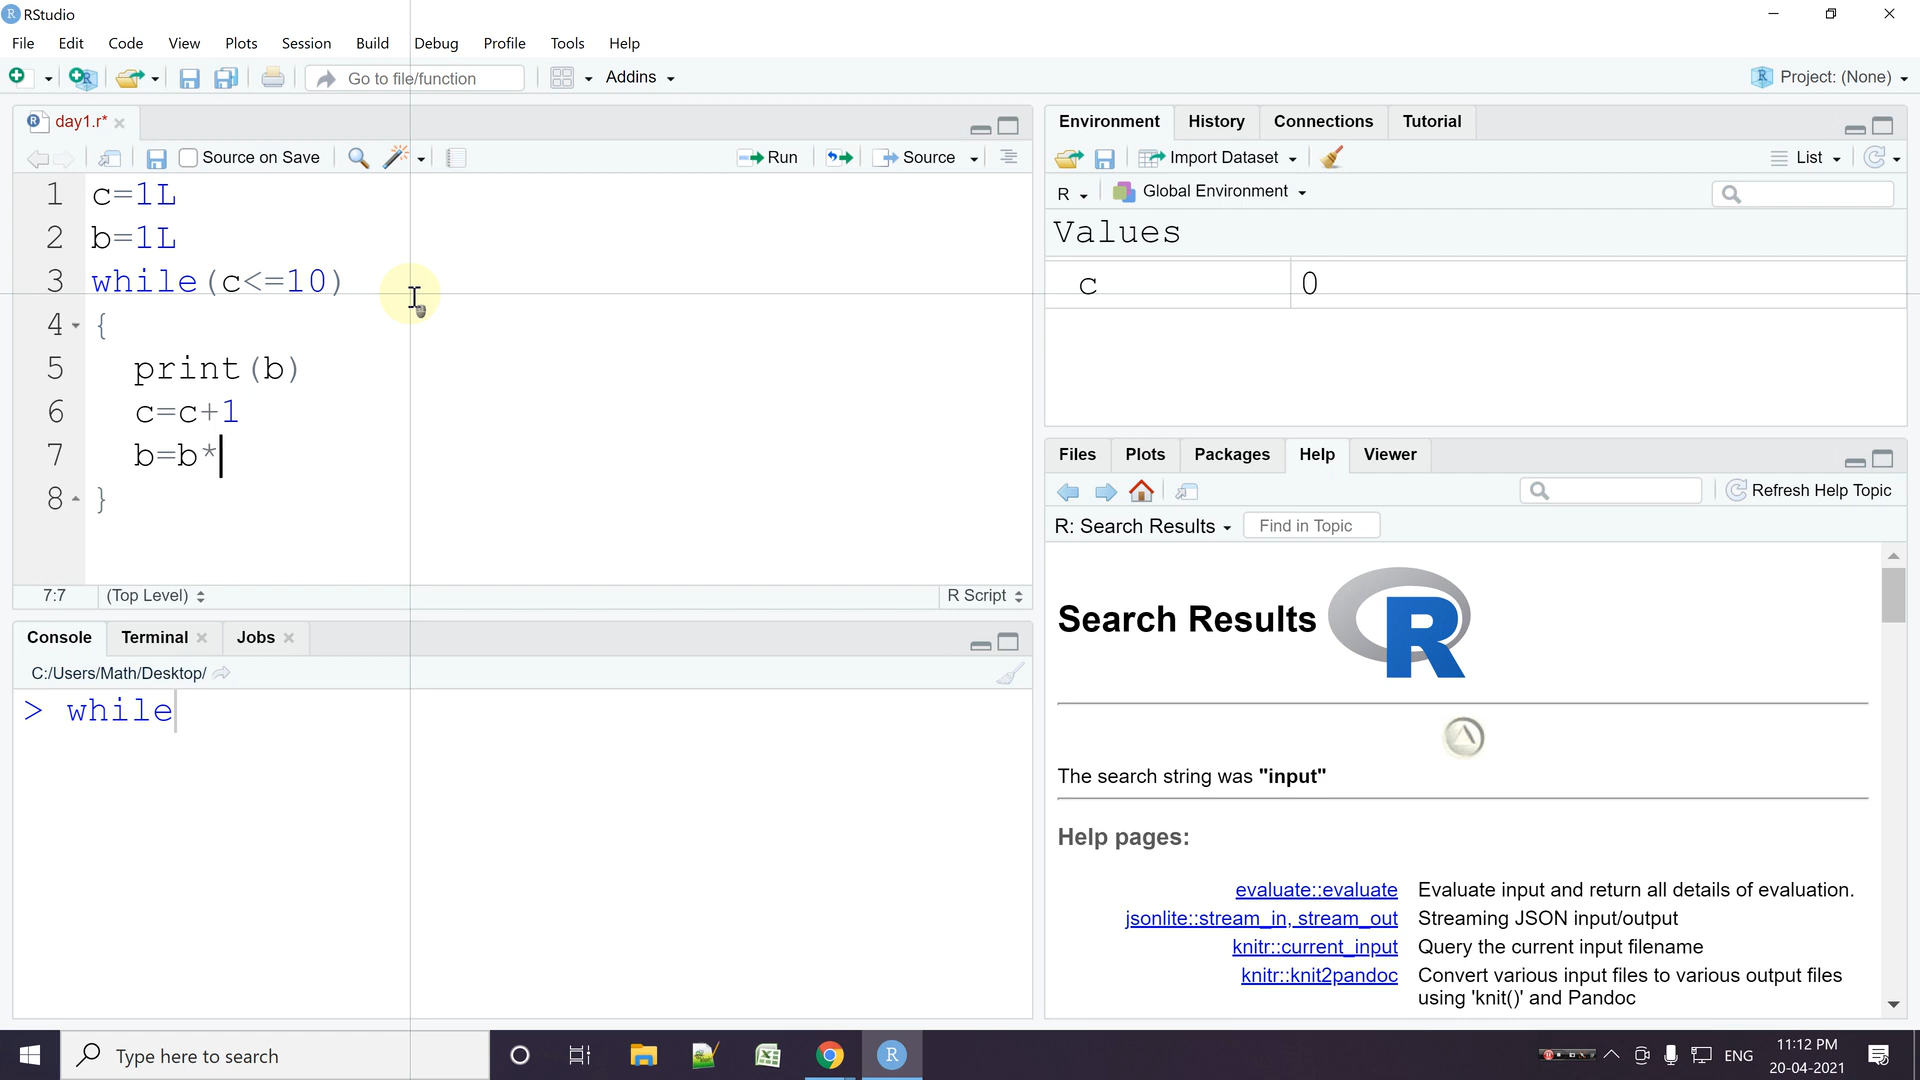 RStudio
File Edit Code View Plots Session Build Debug Profile Tools Help
Go to file/function Addins Project: (None)
day1.r*
Source on Save Run Source
1 c=1L
2 b=1L
3 while(c<=10)
4 {
5 print(b)
6 c=c+1
7 b=b*
8 }
7:7 (Top Level) R Script
Console Terminal Jobs
C:/Users/Math/Desktop/
> while
Environment History Connections Tutorial
Import Dataset List
R Global Environment
Values
c 0
Files Plots Packages Help Viewer
Refresh Help Topic
R: Search Results Find in Topic
Search Results R
The search string was "input"
Help pages:
evaluate::evaluate Evaluate input and return all details of evaluation.
jsonlite::stream_in, stream_out Streaming JSON input/output
knitr::current_input Query the current input filename
knitr::knit2pandoc Convert various input files to various output files
using 'knit()' and Pandoc
Type here to search
ENG
11:12 PM
20-04-2021